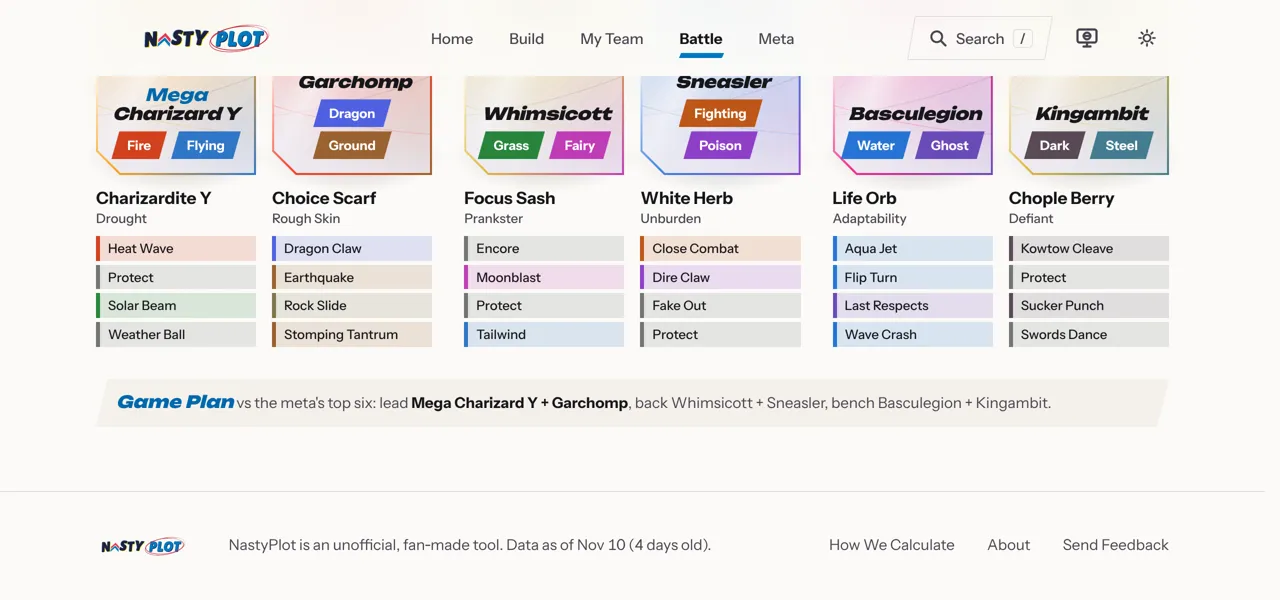 NASTY PLOT
Home Build My Team Battle Meta
Search /
Mega
Charizard Y
Fire Flying
Garchomp
Dragon
Ground
Whimsicott
Grass Fairy
Sneasler
Fighting
Poison
Basculegion
Water Ghost
Kingambit
Dark Steel
Charizardite Y
Drought
Heat Wave
Protect
Solar Beam
Weather Ball
Choice Scarf
Rough Skin
Dragon Claw
Earthquake
Rock Slide
Stomping Tantrum
Focus Sash
Prankster
Encore
Moonblast
Protect
Tailwind
White Herb
Unburden
Close Combat
Dire Claw
Fake Out
Protect
Life Orb
Adaptability
Aqua Jet
Flip Turn
Last Respects
Wave Crash
Chople Berry
Defiant
Kowtow Cleave
Protect
Sucker Punch
Swords Dance
Game Plan vs the meta's top six: lead Mega Charizard Y + Garchomp, back Whimsicott + Sneasler, bench Basculegion + Kingambit.
NASTY PLOT
NastyPlot is an unofficial, fan-made tool. Data as of Nov 10 (4 days old).
How We Calculate About Send Feedback